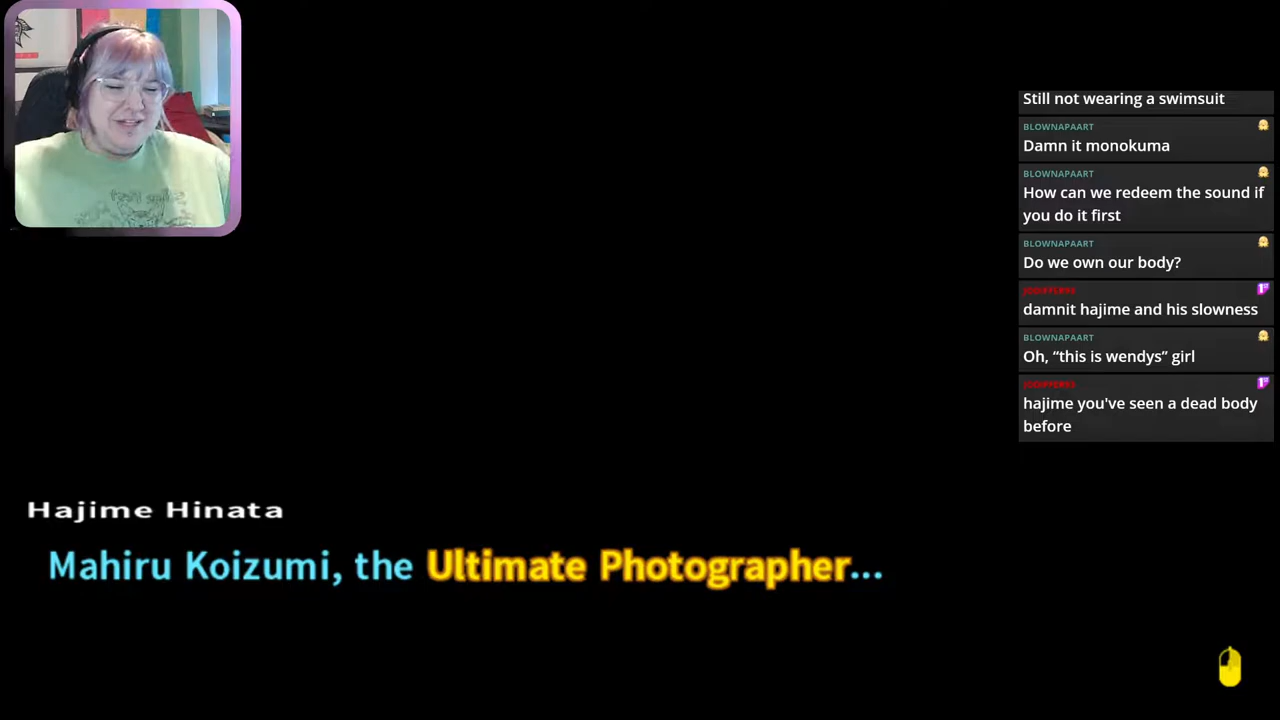 Still not wearing a swimsuit
BLOWNAPAART
Damn it monokuma
BLOWNAPAART
How can we redeem the sound if
you do it first
BLOWNAPAART
Do we own our body?
damnit hajime and his slowness
BLOWNAPAART
Oh, “this is wendys” girl
hajime you've seen a dead body
before
Hajime Hinata
Mahiru Koizumi, the Ultimate Photographer...